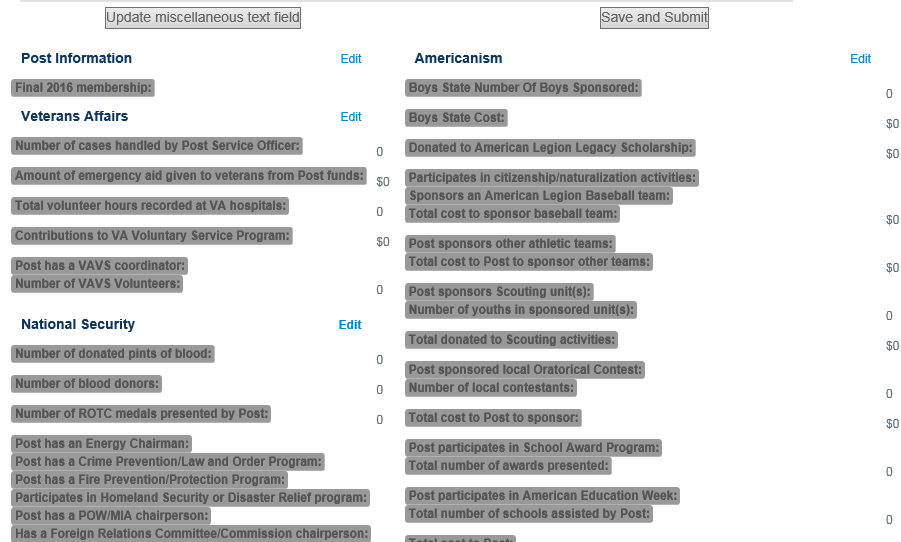 Update miscellaneous text field
Save and Submit
Post Information Edit
Final 2016 membership:
Veterans Affairs Edit
Number of cases handled by Post Service Officer: 0
Amount of emergency aid given to veterans from Post funds: $0
Total volunteer hours recorded at VA hospitals: 0
Contributions to VA Voluntary Service Program: $0
Post has a VAVS coordinator:
Number of VAVS Volunteers: 0
National Security Edit
Number of donated pints of blood: 0
Number of blood donors: 0
Number of ROTC medals presented by Post: 0
Post has an Energy Chairman:
Post has a Crime Prevention/Law and Order Program:
Post has a Fire Prevention/Protection Program:
Participates in Homeland Security or Disaster Relief program:
Post has a POW/MIA chairperson:
Has a Foreign Relations Committee/Commission chairperson:
Americanism Edit
Boys State Number Of Boys Sponsored: 0
Boys State Cost: $0
Donated to American Legion Legacy Scholarship: $0
Participates in citizenship/naturalization activities:
Sponsors an American Legion Baseball team:
Total cost to sponsor baseball team: $0
Post sponsors other athletic teams:
Total cost to Post to sponsor other teams: $0
Post sponsors Scouting unit(s):
Number of youths in sponsored unit(s): 0
Total donated to Scouting activities: $0
Post sponsored local Oratorical Contest:
Number of local contestants: 0
Total cost to Post to sponsor: $0
Post participates in School Award Program:
Total number of awards presented: 0
Post participates in American Education Week:
Total number of schools assisted by Post: 0
Total cost to Post: